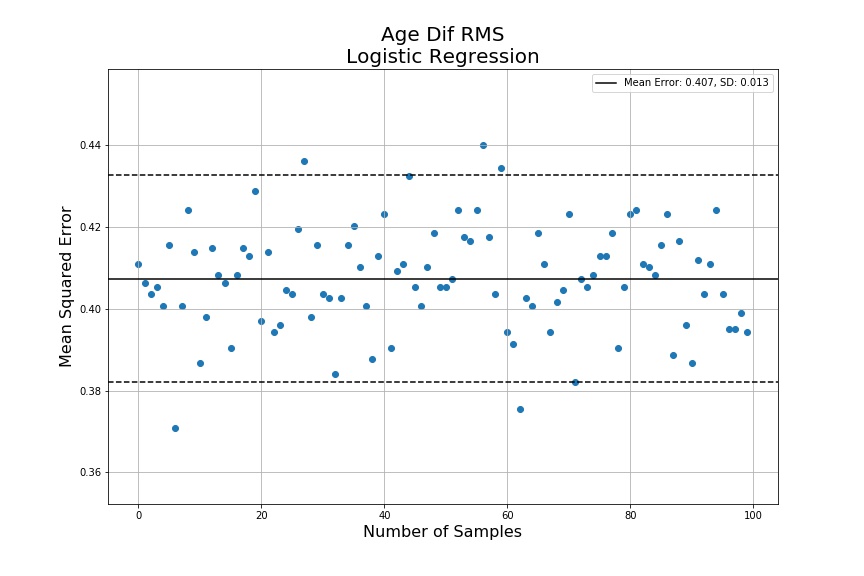 Age Dif RMS
Logistic Regression
Mean Error: 0.407, SD: 0.013
Mean Squared Error
0.44
0.42
0.40
0.38
0.36
0 20 40 60 80 100
Number of Samples